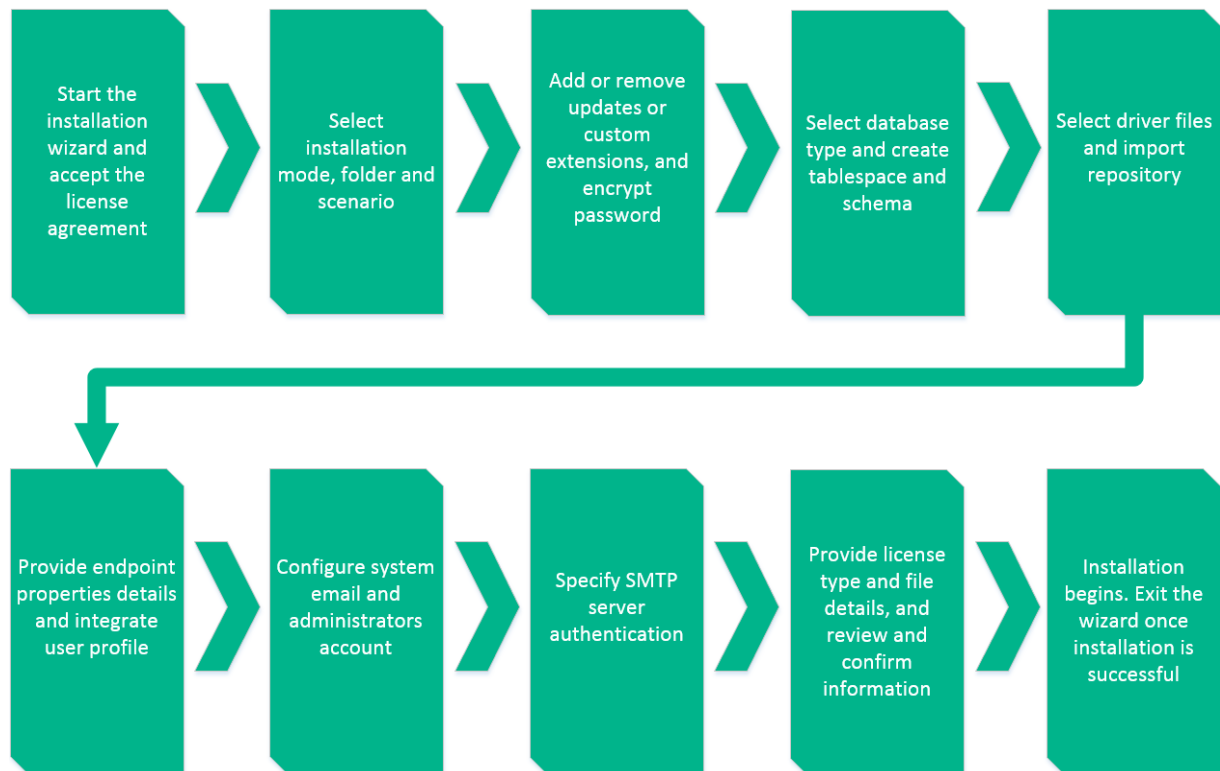 Start the
installation
wizard and
accept the
license
agreement
Select
installation
mode, folder and
scenario
Add or remove
updates or
custom
extensions, and
encrypt
password
Select database
type and create
tablespace and
schema
Select driver files
and import
repository
Provide endpoint
properties details
and integrate
user profile
Configure system
email and
administrators
account
Specify SMTP
server
authentication
Provide license
type and file
details, and
review and
confirm
information
Installation
begins. Exit the
wizard once
installation is
successful